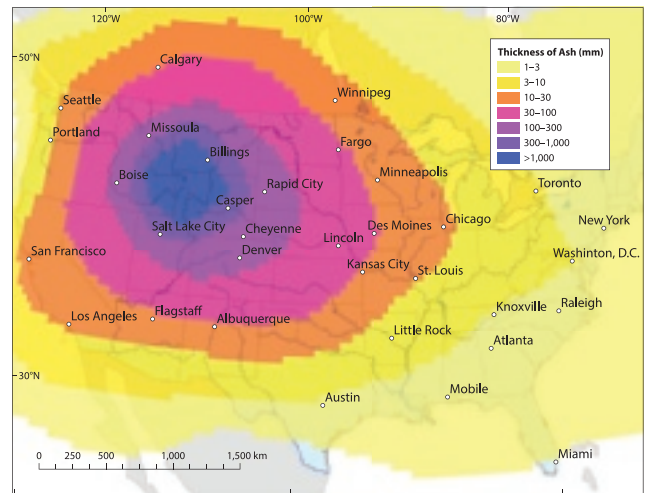 120°W
100°W
80°W
50°N
30°N
Thickness of Ash (mm)
1–3
3–10
10–30
30–100
100–300
300–1,000
>1,000
Calgary
Seattle
Winnipeg
Portland
Missoula
Fargo
Billings
Minneapolis
Boise
Rapid City
Toronto
Casper
Salt Lake City
Cheyenne
Des Moines
Chicago
New York
Lincoln
San Francisco
Denver
Kansas City
St. Louis
Washinton, D.C.
Los Angeles
Flagstaff
Albuquerque
Knoxville
Raleigh
Little Rock
Atlanta
Austin
Mobile
Miami
0 250 500 1,000 1,500 km